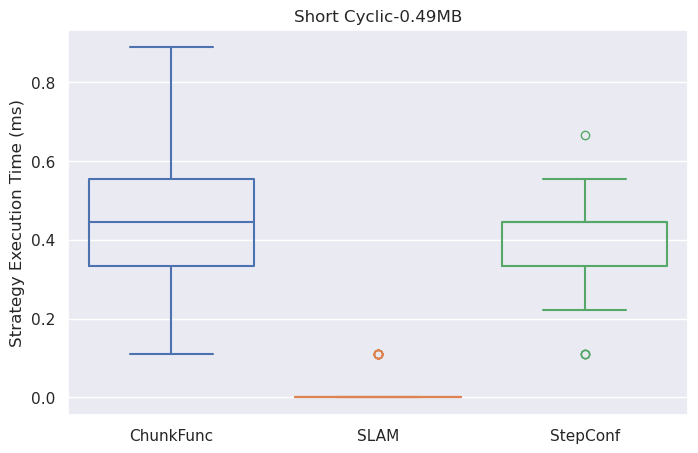 Short Cyclic-0.49MB
Strategy Execution Time (ms)
0.8
0.6
0.4
0.2
0.0
ChunkFunc
SLAM
StepConf